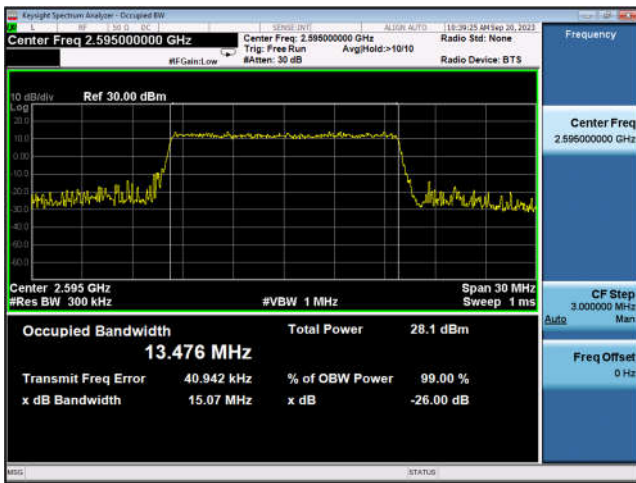 Keysight Spectrum Analyzer - Occupied BW
L RF 50 Ω DC SENSE:INT ALIGN AUTO 10:39:25 AM Sep 20, 2023
Center Freq 2.595000000 GHz
Center Freq: 2.595000000 GHz Radio Std: None
Trig: Free Run Avg|Hold:>10/10
#IFGain:Low #Atten: 30 dB Radio Device: BTS
Frequency
10 dB/div Ref 30.00 dBm
Log
20.0
10.0
0.00
-10.0
-20.0
-30.0
-40.0
-50.0
-60.0
Center 2.595 GHz Span 30 MHz
#Res BW 300 kHz #VBW 1 MHz Sweep 1 ms
Occupied Bandwidth Total Power 28.1 dBm
13.476 MHz
Transmit Freq Error 40.942 kHz % of OBW Power 99.00 %
x dB Bandwidth 15.07 MHz x dB -26.00 dB
Center Freq
2.595000000 GHz
CF Step
3.000000 MHz
Auto Man
Freq Offset
0 Hz
MSG STATUS